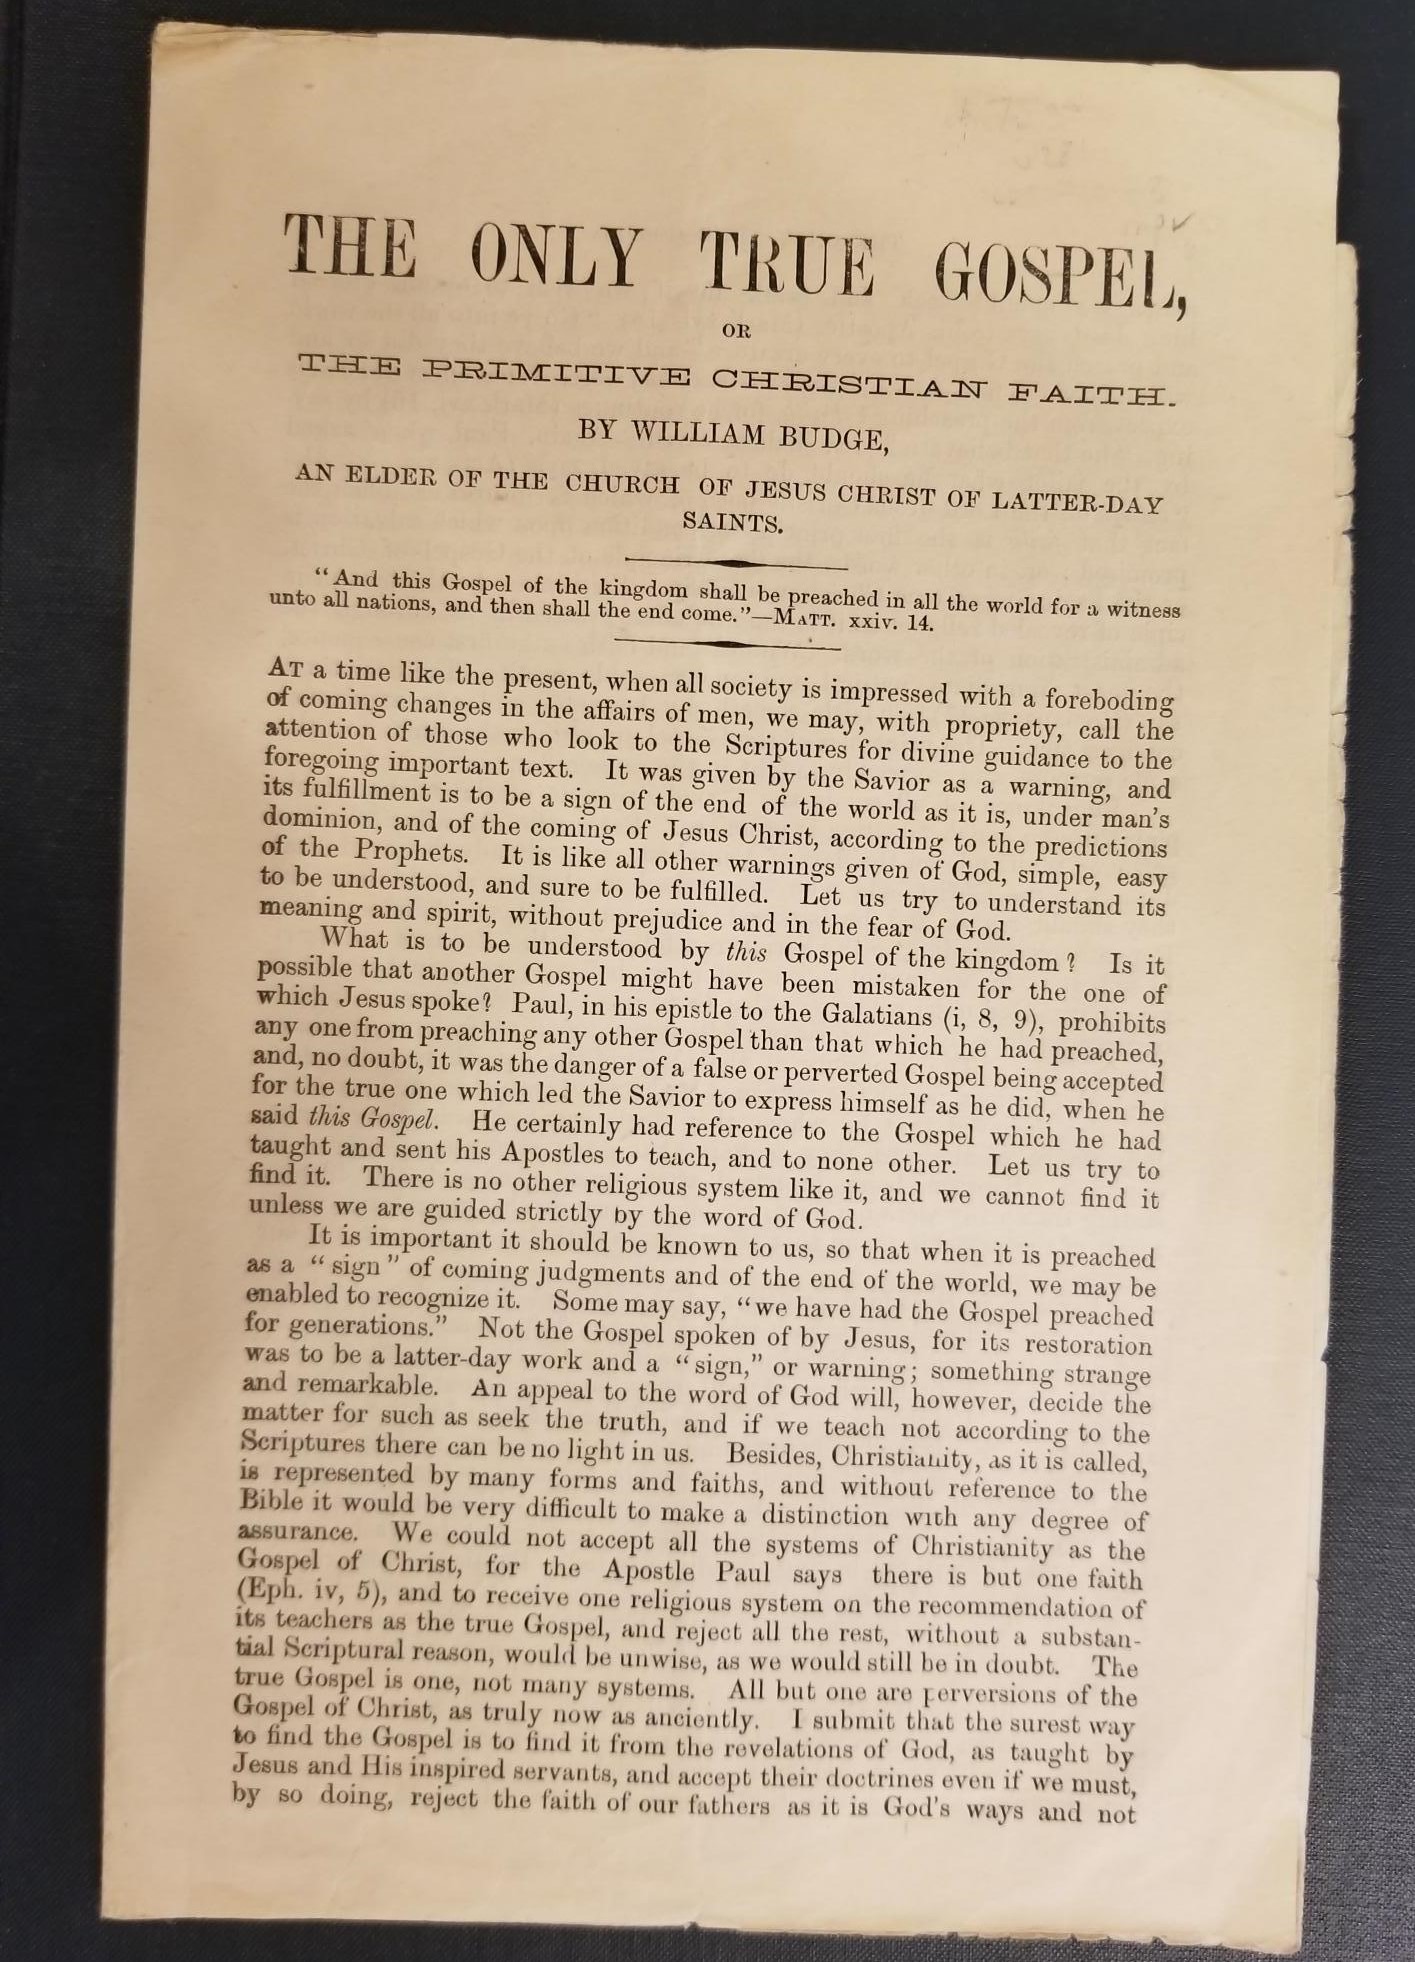 THE ONLY TRUE GOSPEL,
OR
THE PRIMITIVE CHRISTIAN FAITH.
BY WILLIAM BUDGE,
AN ELDER OF THE CHURCH OF JESUS CHRIST OF LATTER-DAY
SAINTS.
"And this Gospel of the kingdom shall be preached in all the world for a witness
unto all nations, and then shall the end come."—MATT. xxiv. 14.
AT a time like the present, when all society is impressed with a foreboding
of coming changes in the affairs of men, we may, with propriety, call the
attention of those who look to the Scriptures for divine guidance to the
foregoing important text. It was given by the Savior as a warning, and
its fulfillment is to be a sign of the end of the world as it is, under man's
dominion, and of the coming of Jesus Christ, according to the predictions
of the Prophets. It is like all other warnings given of God, simple, easy
to be understood, and sure to be fulfilled. Let us try to understand its
meaning and spirit, without prejudice and in the fear of God.
What is to be understood by this Gospel of the kingdom? Is it
possible that another Gospel might have been mistaken for the one of
which Jesus spoke? Paul, in his epistle to the Galatians (i, 8, 9), prohibits
any one from preaching any other Gospel than that which he had preached,
and, no doubt, it was the danger of a false or perverted Gospel being accepted
for the true one which led the Savior to express himself as he did, when he
said this Gospel. He certainly had reference to the Gospel which he had
taught and sent his Apostles to teach, and to none other. Let us try to
find it. There is no other religious system like it, and we cannot find it
unless we are guided strictly by the word of God.
It is important it should be known to us, so that when it is preached
as a "sign" of coming judgments and of the end of the world, we may be
enabled to recognize it. Some may say, "we have had the Gospel preached
for generations." Not the Gospel spoken of by Jesus, for its restoration
was to be a latter-day work and a "sign," or warning; something strange
and remarkable. An appeal to the word of God will, however, decide the
matter for such as seek the truth, and if we teach not according to the
Scriptures there can be no light in us. Besides, Christianity, as it is called,
is represented by many forms and faiths, and without reference to the
Bible it would be very difficult to make a distinction with any degree of
assurance. We could not accept all the systems of Christianity as the
Gospel of Christ, for the Apostle Paul says there is but one faith
(Eph. iv, 5), and to receive one religious system on the recommendation of
its teachers as the true Gospel, and reject all the rest, without a substan-
tial Scriptural reason, would be unwise, as we would still be in doubt. The
true Gospel is one, not many systems. All but one are perversions of the
Gospel of Christ, as truly now as anciently. I submit that the surest way
to find the Gospel is to find it from the revelations of God, as taught by
Jesus and His inspired servants, and accept their doctrines even if we must,
by so doing, reject the faith of our fathers as it is God's ways and not